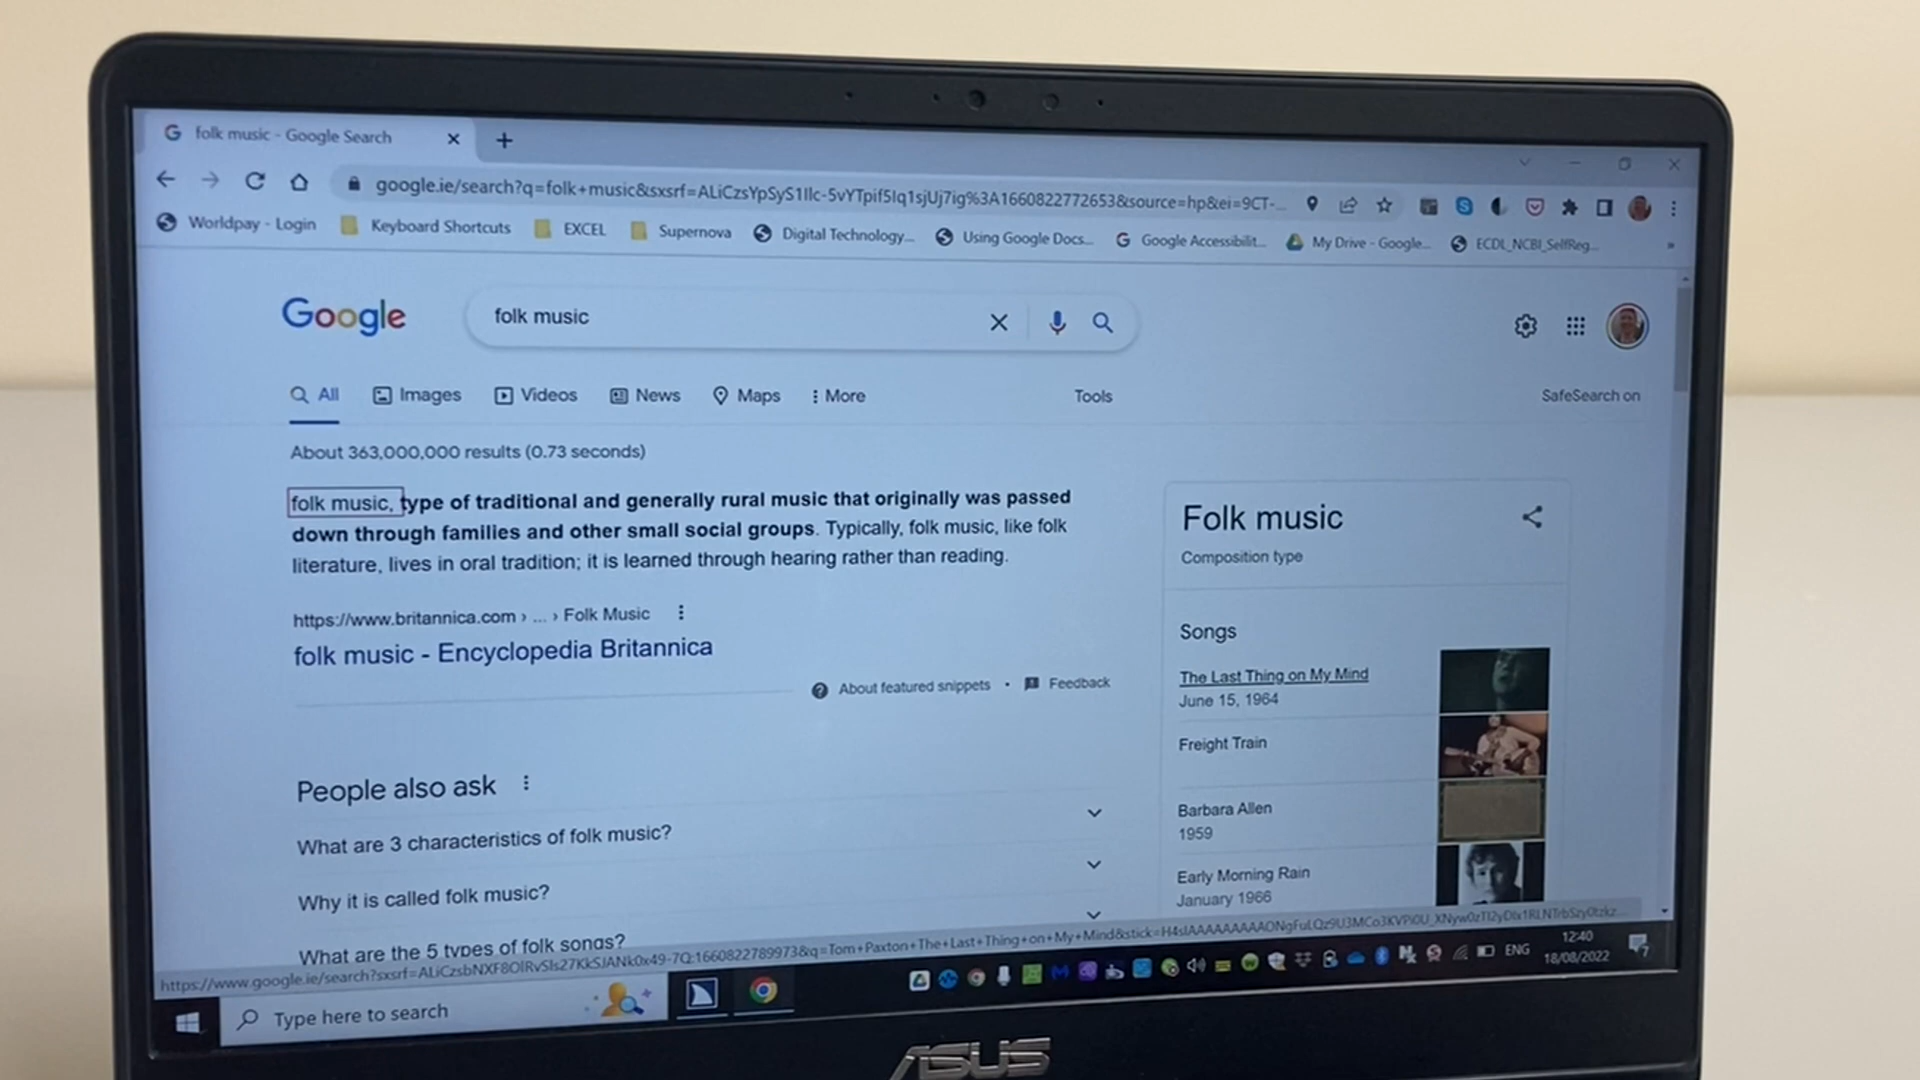 folk music - Google Search
google.ie/search?q=folk+music&sxsrf=
Worldpay - Login Keyboard Shortcuts EXCEL Supernova Digital Technology... Using Google Docs... Google Accessibilit... My Drive - Google... ECDL_NCBI_SelfReg...
Google folk music
All Images Videos News Maps More Tools SafeSearch on
About 363,000,000 results (0.73 seconds)
folk music, type of traditional and generally rural music that originally was passed
down through families and other small social groups. Typically, folk music, like folk
literature, lives in oral tradition; it is learned through hearing rather than reading.
https://www.britannica.com › ... › Folk Music
folk music - Encyclopedia Britannica
About featured snippets • Feedback
People also ask
What are 3 characteristics of folk music?
Why it is called folk music?
What are the 5 types of folk songs?
Folk music
Composition type
Songs
The Last Thing on My Mind
June 15, 1964
Freight Train
Barbara Allen
1959
Early Morning Rain
January 1966
Type here to search
ENG
12:40
18/08/2022
7
ASUS